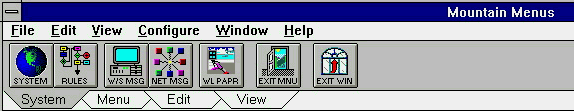 Mountain Menus
File Edit View Configure Window Help
SYSTEM RULES W/S MSG NET MSG WL PAPR EXIT MNU EXIT WIN
System Menu Edit View